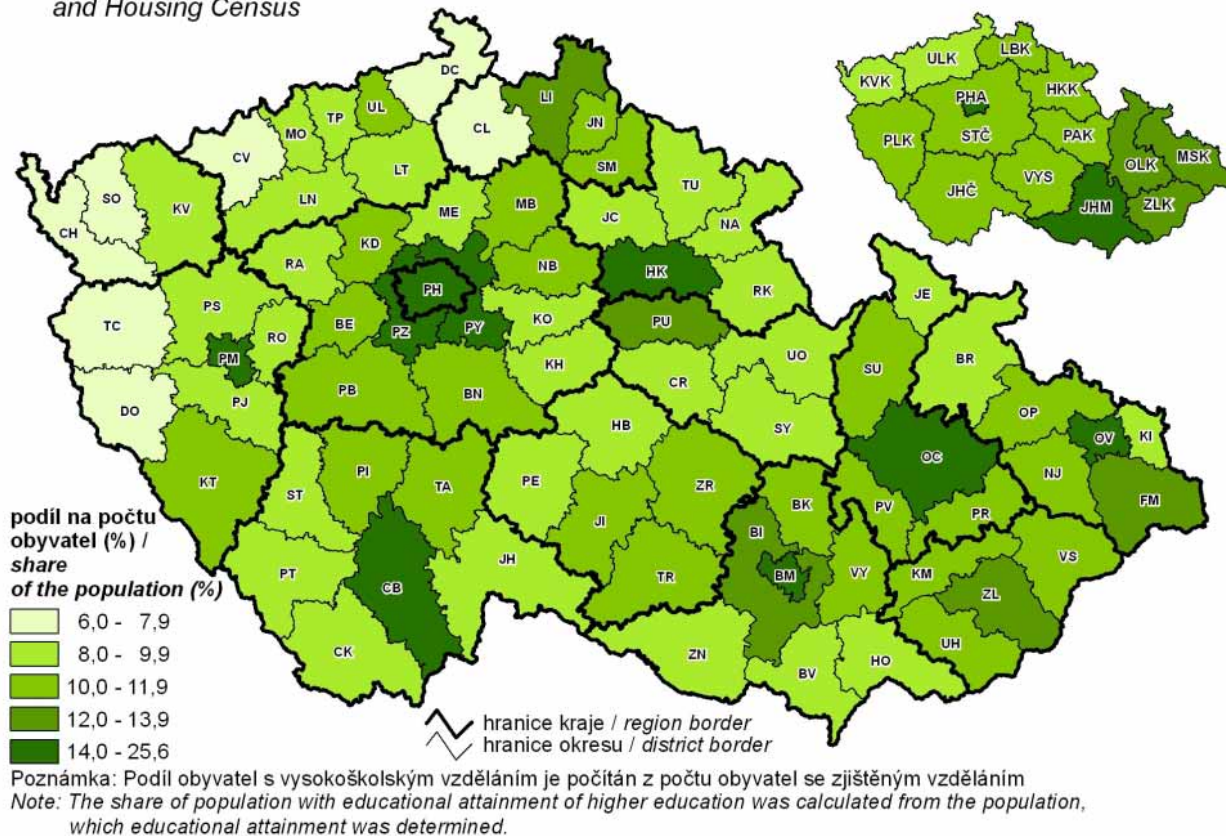 and Housing Census
DC
LI
UL
TP
MO
CL
JN
CV
LT
SM
SO
KV
LN
TU
CH
ME
MB
JC
NA
KD
RA
NB
HK
PH
RK
JE
TC
PS
BE
KO
PU
RO
PZ
PY
PM
UO
BR
KH
SU
CR
DO
PJ
PB
BN
OP
HB
SY
OV
KI
OC
KT
PI
TA
PE
ZR
NJ
ST
FM
JI
BK
PV
PR
BI
JH
VS
PT
CB
TR
BM
VY
KM
ZL
CK
ZN
HO
UH
BV
ULK
LBK
KVK
HKK
PHA
STČ
PLK
PAK
MSK
OLK
VYS
JHČ
ZLK
JHM
podíl na počtu
obyvatel (%) /
share
of the population (%)
6,0 - 7,9
8,0 - 9,9
10,0 - 11,9
12,0 - 13,9
14,0 - 25,6
hranice kraje / region border
hranice okresu / district border
Poznámka: Podíl obyvatel s vysokoškolským vzděláním je počítán z počtu obyvatel se zjištěným vzděláním
Note: The share of population with educational attainment of higher education was calculated from the population,
which educational attainment was determined.